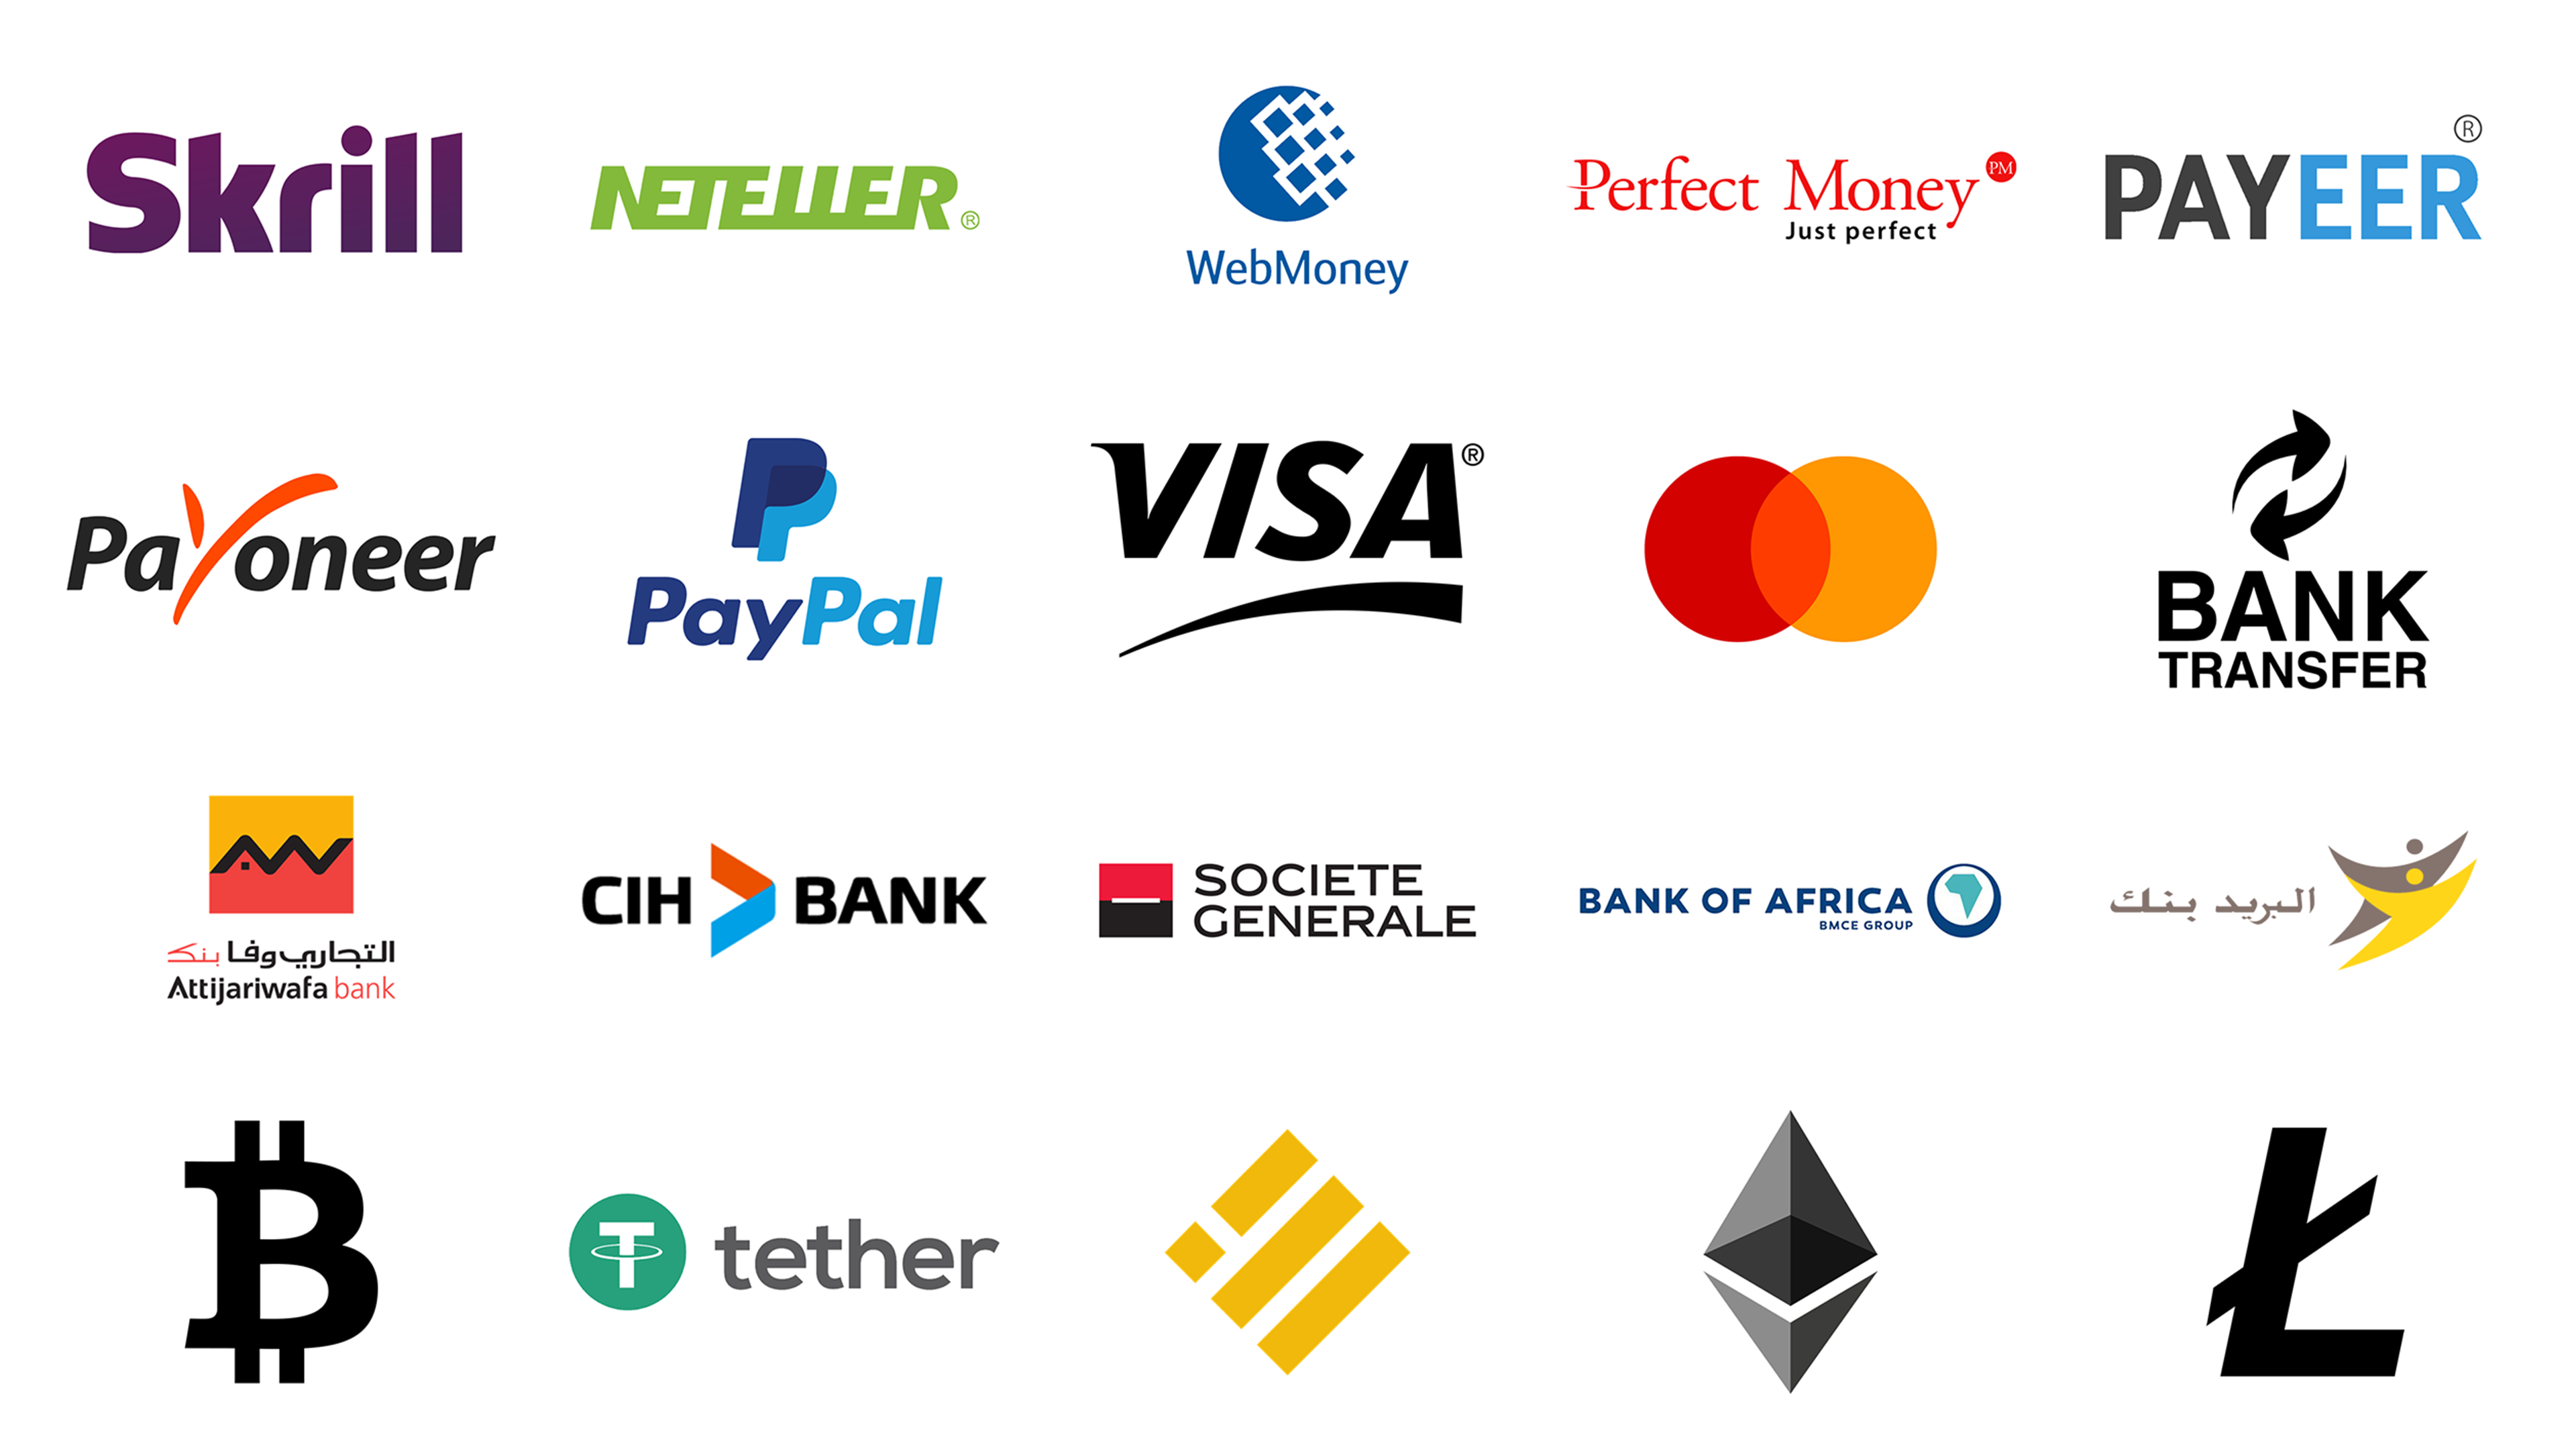 Skrill
NETELLER ®
WebMoney
Perfect Money PM
Just perfect
PAYEER ®
Payoneer
P
PayPal
VISA ®
BANK
TRANSFER
التجاري وفا بنك
Attijariwafa bank
CIH BANK
SOCIETE
GENERALE
BANK OF AFRICA
BMCE GROUP
البريد بنك
tether